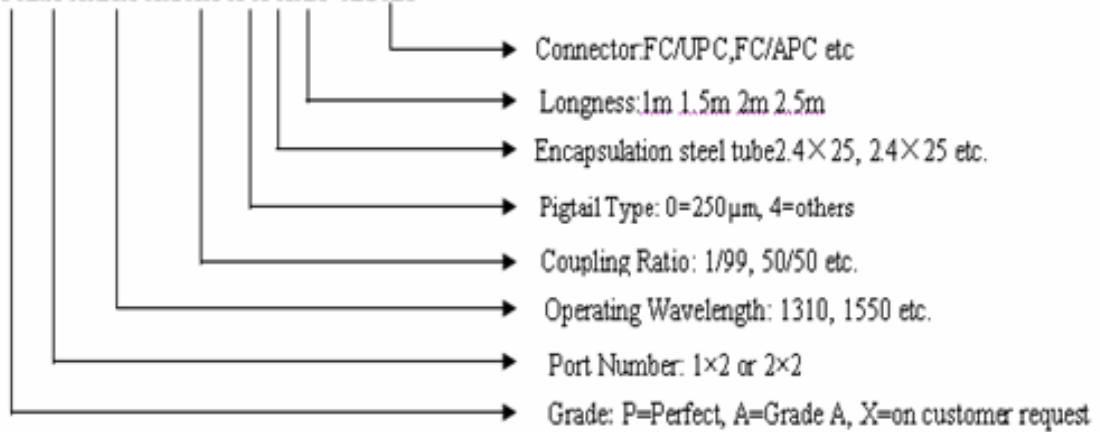 Connector:FC/UPC,FC/APC etc
Longness:1m 1.5m 2m 2.5m
Encapsulation steel tube2.4×25, 2.4×25 etc.
Pigtail Type: 0=250μm, 4=others
Coupling Ratio: 1/99, 50/50 etc.
Operating Wavelength: 1310, 1550 etc.
Port Number: 1×2 or 2×2
Grade: P=Perfect, A=Grade A, X=on customer request